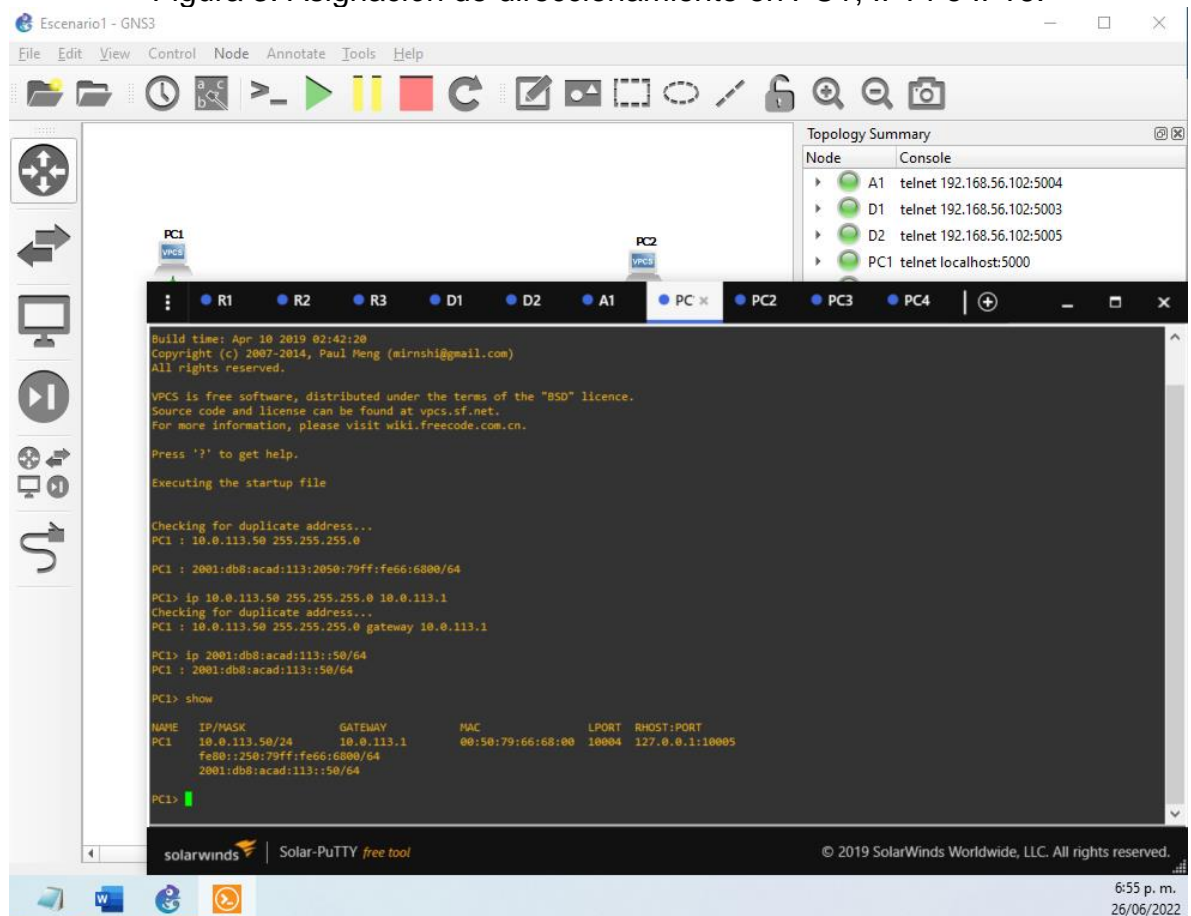 Escenario1 - GNS3
File Edit View Control Node Annotate Tools Help
Topology Summary
Node Console
A1 telnet 192.168.56.102:5004
D1 telnet 192.168.56.102:5003
D2 telnet 192.168.56.102:5005
PC1 telnet localhost:5000
PC1
VPCS
PC2
VPCS
R1 R2 R3 D1 D2 A1 PC PC2 PC3 PC4
Build time: Apr 10 2019 02:42:20
Copyright (c) 2007-2014, Paul Meng (mirnshi@gmail.com)
All rights reserved.
VPCS is free software, distributed under the terms of the "BSD" licence.
Source code and license can be found at vpcs.sf.net.
For more information, please visit wiki.freecode.com.cn.
Press '?' to get help.
Executing the startup file
Checking for duplicate address...
PC1 : 10.0.113.50 255.255.255.0
PC1 : 2001:db8:acad:113:2050:79ff:fe66:6800/64
PC1> ip 10.0.113.50 255.255.255.0 10.0.113.1
Checking for duplicate address...
PC1 : 10.0.113.50 255.255.255.0 gateway 10.0.113.1
PC1> ip 2001:db8:acad:113::50/64
PC1 : 2001:db8:acad:113::50/64
PC1> show
NAME IP/MASK GATEWAY MAC LPORT RHOST:PORT
PC1 10.0.113.50/24 10.0.113.1 00:50:79:66:68:00 10004 127.0.0.1:10005
fe80::250:79ff:fe66:6800/64
2001:db8:acad:113::50/64
PC1>
solarwinds Solar-PuTTY free tool © 2019 SolarWinds Worldwide, LLC. All rights reserved.
6:55 p. m.
26/06/2022